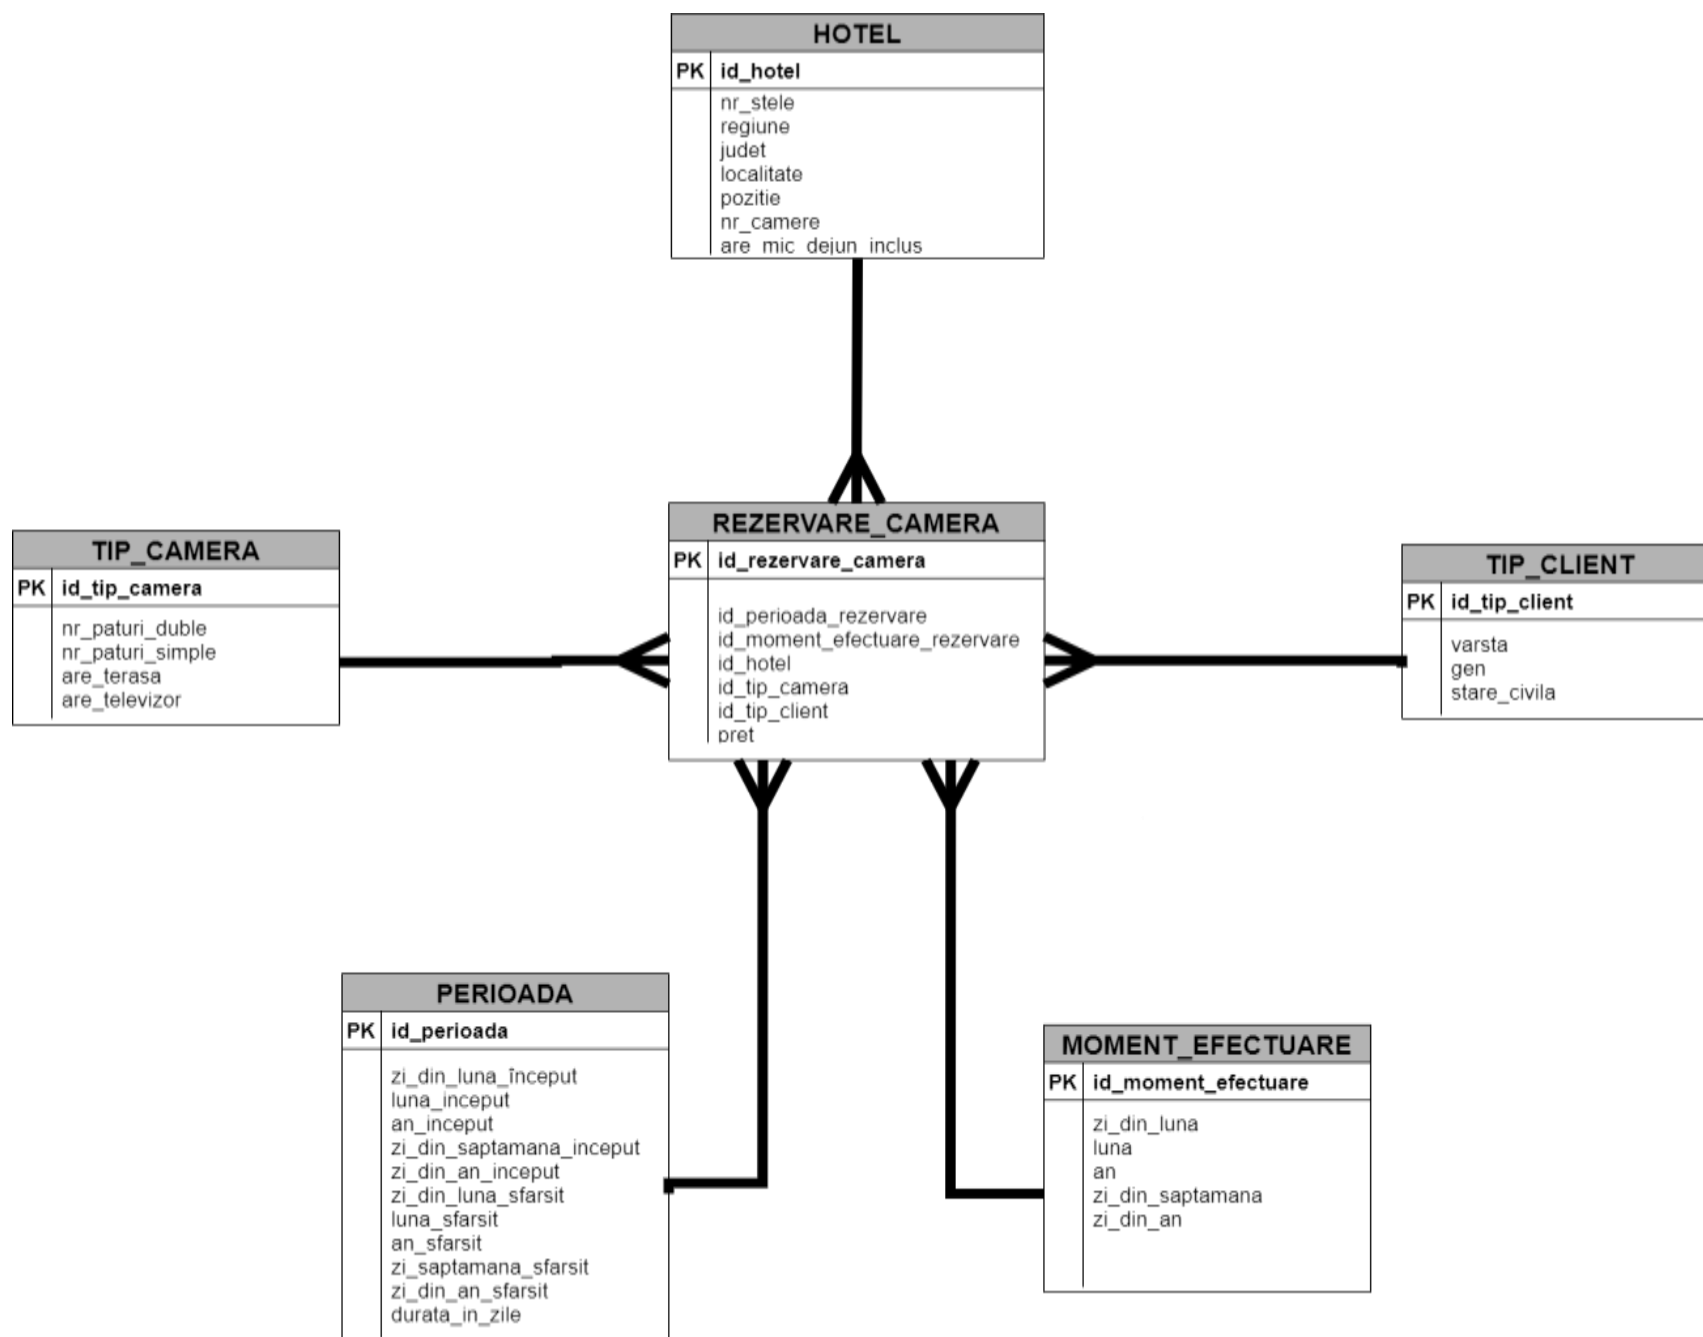 HOTEL
PK id_hotel
nr_stele
regiune
judet
localitate
pozitie
nr_camere
are_mic_dejun_inclus
REZERVARE_CAMERA
PK id_rezervare_camera
id_perioada_rezervare
id_moment_efectuare_rezervare
id_hotel
id_tip_camera
id_tip_client
pret
TIP_CAMERA
PK id_tip_camera
nr_paturi_duble
nr_paturi_simple
are_terasa
are_televizor
TIP_CLIENT
PK id_tip_client
varsta
gen
stare_civila
PERIOADA
PK id_perioada
zi_din_luna_început
luna_inceput
an_inceput
zi_din_saptamana_inceput
zi_din_an_inceput
zi_din_luna_sfarsit
luna_sfarsit
an_sfarsit
zi_saptamana_sfarsit
zi_din_an_sfarsit
durata_in_zile
MOMENT_EFECTUARE
PK id_moment_efectuare
zi_din_luna
luna
an
zi_din_saptamana
zi_din_an